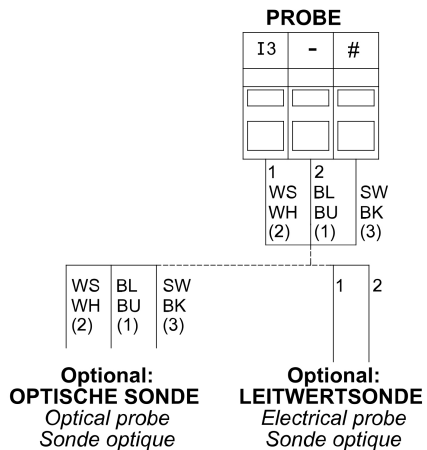 PROBE
I3 - #
1 2
WS BL SW
WH BU BK
(2) (1) (3)
WS BL SW 1 2
WH BU BK
(2) (1) (3)
Optional:
OPTISCHE SONDE
Optical probe
Sonde optique
Optional:
LEITWERTSONDE
Electrical probe
Sonde optique